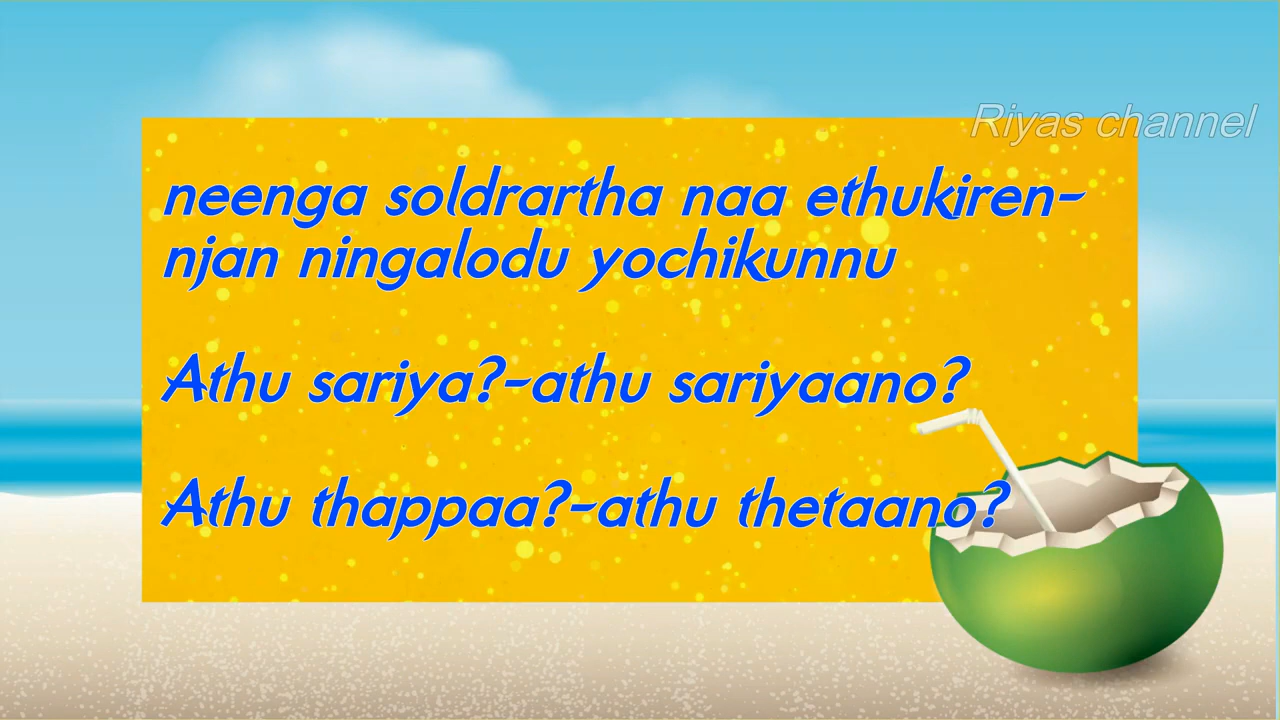 Riyas channel
neenga soldrartha naa ethukiren-
njan ningalodu yochikunnu
Athu sariya?-athu sariyaano?
Athu thappaa?-athu thetaano?